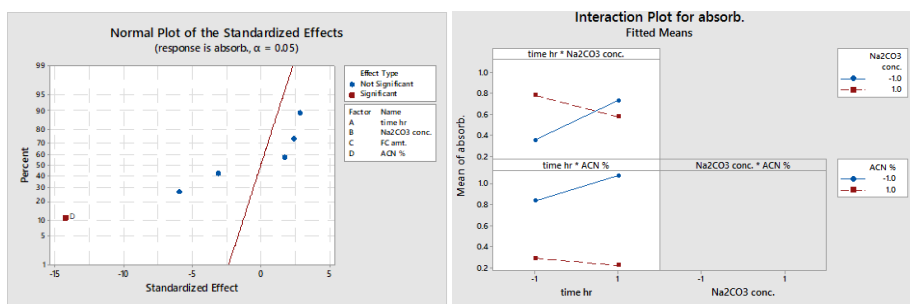 Normal Plot of the Standardized Effects
(response is absorb., α = 0.05)
Percent
99
95
90
80
70
60
50
40
30
20
10
5
1
D
-15
-10
-5
0
5
Standardized Effect
Effect Type
Not Significant
Significant
Factor Name
A time hr
B Na2CO3 conc.
C FC amt.
D ACN %
Interaction Plot for absorb.
Fitted Means
Mean of absorb.
time hr * Na2CO3 conc.
1.0
0.8
0.6
0.4
0.2
time hr * ACN %
Na2CO3 conc. * ACN %
1.0
0.8
0.6
0.4
0.2
-1
1
-1
1
time hr
Na2CO3 conc.
Na2CO3
conc.
-1.0
1.0
ACN %
-1.0
1.0